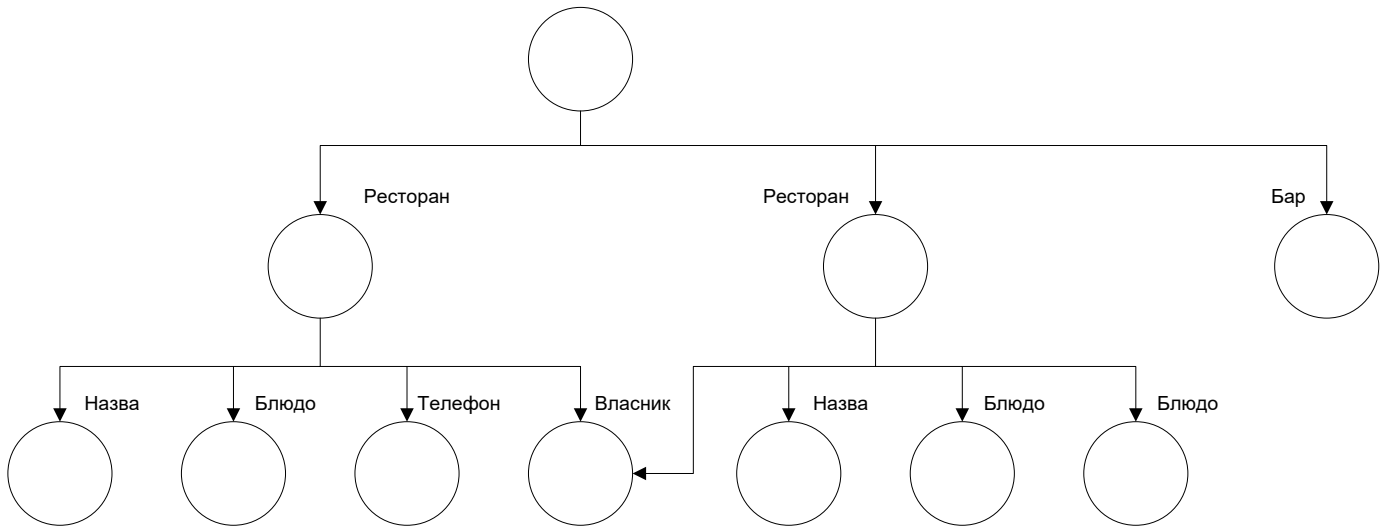 Ресторан
Ресторан
Бар
Назва
Блюдо
Телефон
Власник
Назва
Блюдо
Блюдо